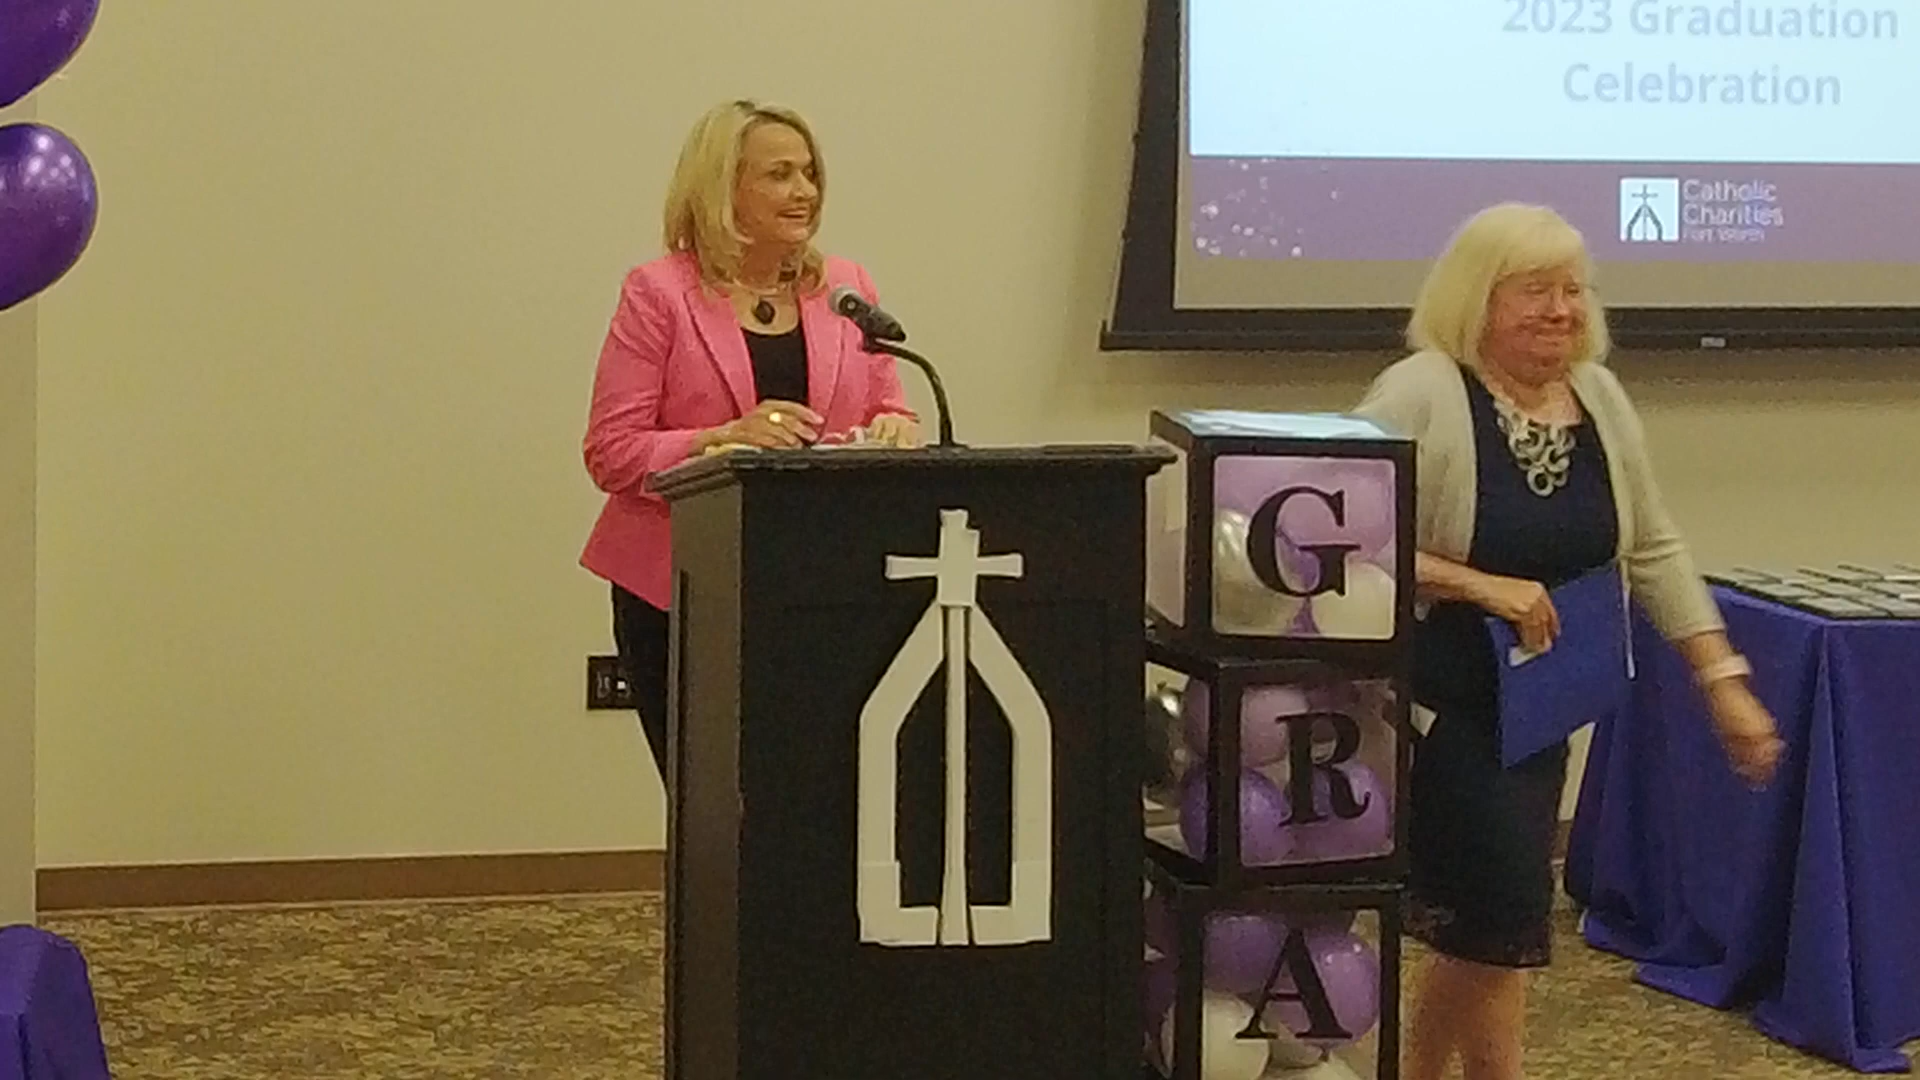 2023 Graduation
Celebration
Catholic
Charities
Fort Worth
G
R
A